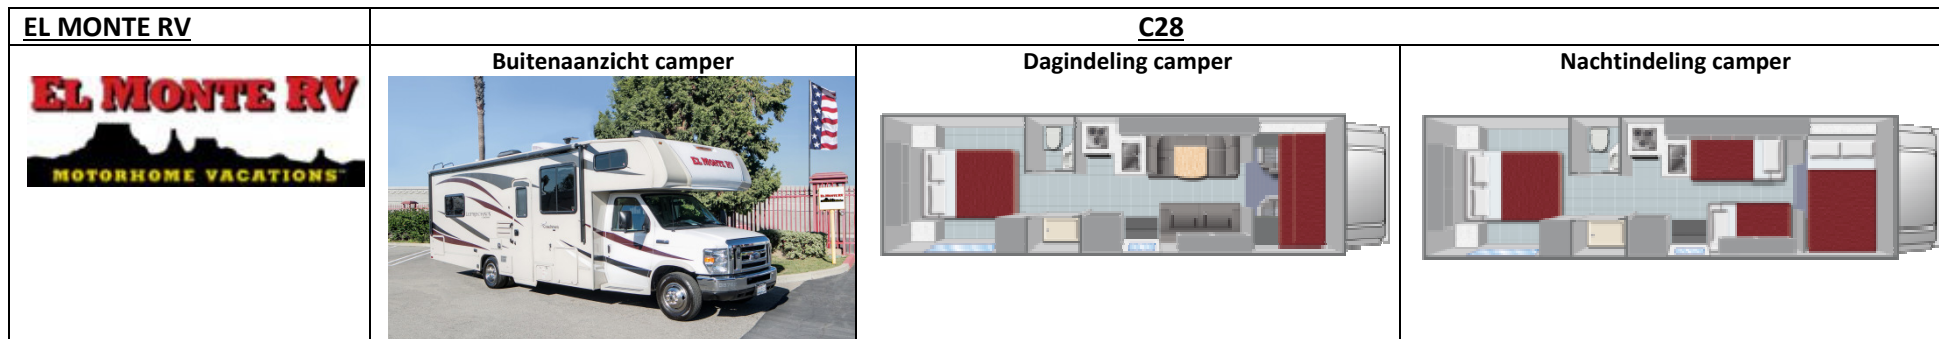 EL MONTE RV
C28
Buitenaanzicht camper
Dagindeling camper
Nachtindeling camper
EL MONTE RV
MOTORHOME VACATIONS
EL MONTE RV